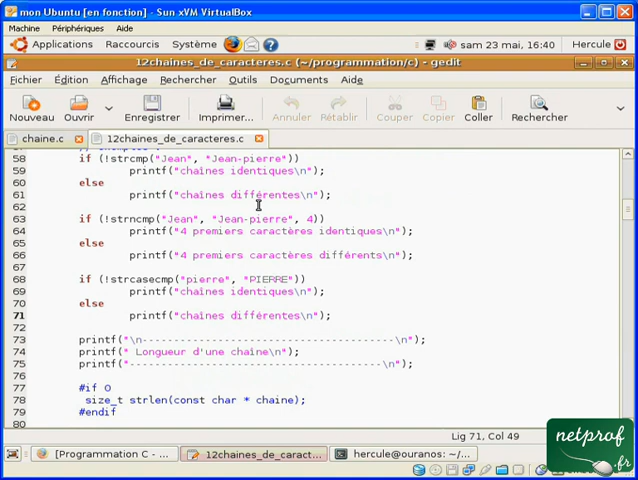 mon Ubuntu [en fonction] - Sun xVM VirtualBox
Machine Périphériques Aide
Applications Raccourcis Système sam 23 mai, 16:40 Hercule
12chaines_de_caracteres.c (~/programmation/c) - gedit
Fichier Édition Affichage Rechercher Outils Documents Aide
Nouveau Ouvrir Enregistrer Imprimer... Annuler Rétablir Couper Copier Coller Rechercher
chaine.c 12chaines_de_caracteres.c
58 if (!strcmp("Jean", "Jean-pierre"))
59 printf("chaînes identiques\n");
60 else
61 printf("chaînes différentes\n");
62
63 if (!strncmp("Jean", "Jean-pierre", 4))
64 printf("4 premiers caractères identiques\n");
65 else
66 printf("4 premiers caractères différents\n");
67
68 if (!strcasecmp("pierre", "PIERRE"))
69 printf("chaînes identiques\n");
70 else
71 printf("chaînes différentes\n");
72
73 printf("\n----------------------------------------\n");
74 printf(" Longueur d'une chaîne\n");
75 printf("----------------------------------------\n");
76
77 #if 0
78 size_t strlen(const char * chaine);
79 #endif
80
Lig 71, Col 49
[Programmation C - ... 12chaines_de_caract... hercule@ouranos: ~/...
netprof
.fr